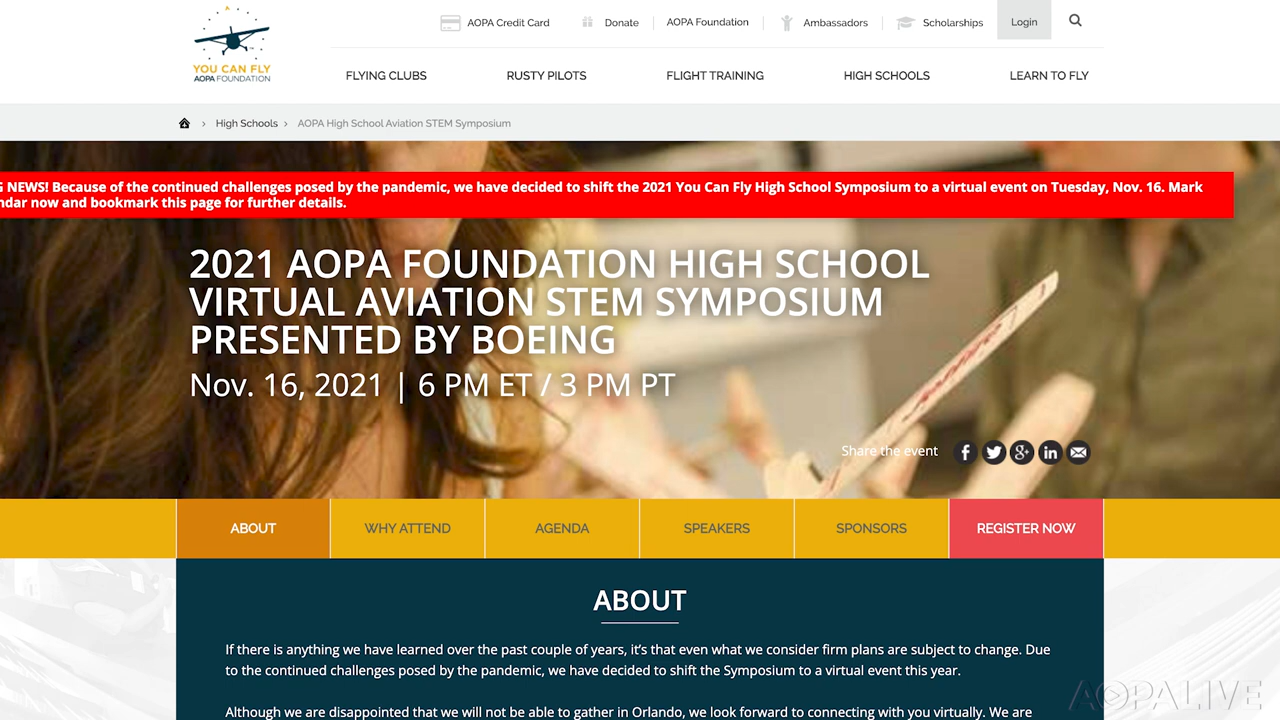 AOPA Credit Card
Donate
AOPA Foundation
Ambassadors
Scholarships
Login
YOU CAN FLY
AOPA FOUNDATION
FLYING CLUBS
RUSTY PILOTS
FLIGHT TRAINING
HIGH SCHOOLS
LEARN TO FLY
High Schools
AOPA High School Aviation STEM Symposium
G NEWS! Because of the continued challenges posed by the pandemic, we have decided to shift the 2021 You Can Fly High School Symposium to a virtual event on Tuesday, Nov. 16. Mark
ndar now and bookmark this page for further details.
2021 AOPA FOUNDATION HIGH SCHOOL
VIRTUAL AVIATION STEM SYMPOSIUM
PRESENTED BY BOEING
Nov. 16, 2021 | 6 PM ET / 3 PM PT
Share the event
ABOUT
WHY ATTEND
AGENDA
SPEAKERS
SPONSORS
REGISTER NOW
ABOUT
If there is anything we have learned over the past couple of years, it's that even what we consider firm plans are subject to change. Due
to the continued challenges posed by the pandemic, we have decided to shift the Symposium to a virtual event this year.
Although we are disappointed that we will not be able to gather in Orlando, we look forward to connecting with you virtually. We are
AOPA LIVE